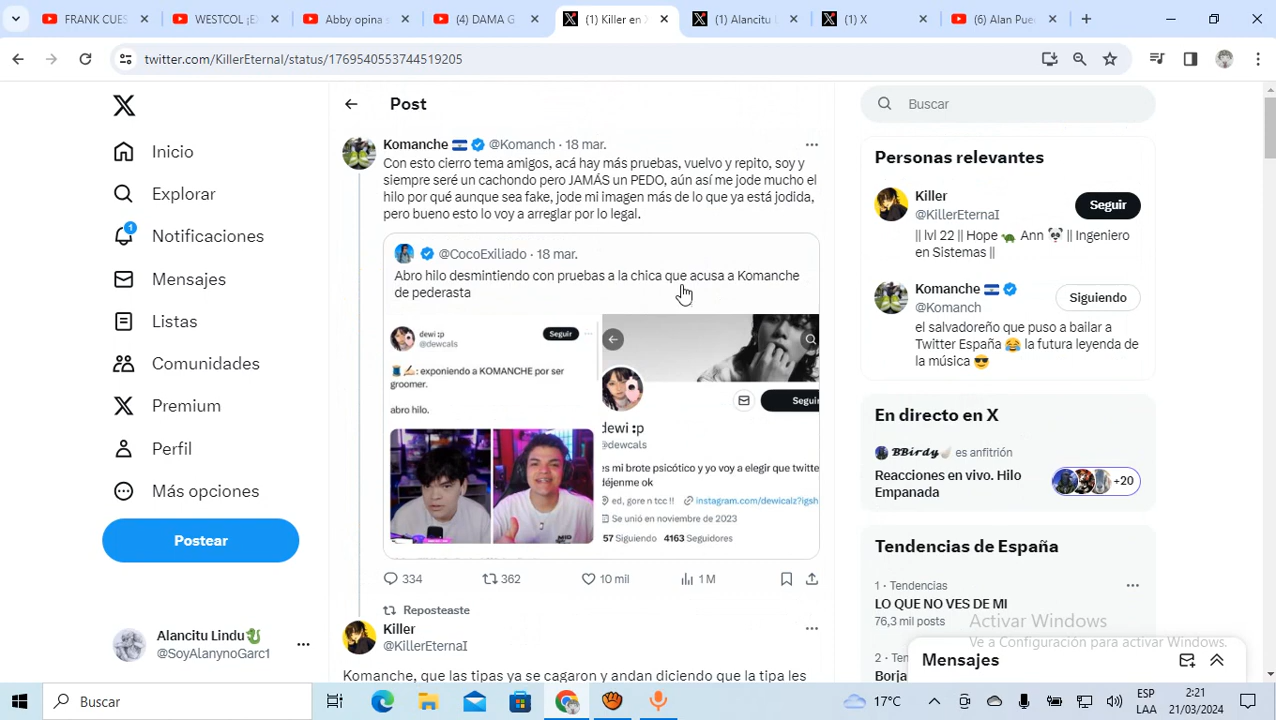 FRANK CUES
WESTCOL ¡E
Abby opina s
(4) DAMA G
(1) Killer en X
(1) Alancitu L
(1) X
(6) Alan Pue
twitter.com/KillerEternal/status/1769540553744519205
Inicio
Explorar
1
Notificaciones
Mensajes
Listas
Comunidades
Premium
Perfil
Más opciones
Postear
Alancitu Lindu
@SoyAlanynoGarc1
Post
Komanche @Komanch · 18 mar.
Con esto cierro tema amigos, acá hay más pruebas, vuelvo y repito, soy y
siempre seré un cachondo pero JAMÁS un PEDO, aún así me jode mucho el
hilo por qué aunque sea fake, jode mi imagen más de lo que ya está jodida,
pero bueno esto lo voy a arreglar por lo legal.
@CocoExiliado · 18 mar.
Abro hilo desmintiendo con pruebas a la chica que acusa a Komanche
de pederasta
dewi :p
@dewcals
Seguir
: exponiendo a KOMANCHE por ser
groomer.
abro hilo.
Seguir
dewi :p
@dewcals
es mi brote psicótico y yo voy a elegir que twitte
déjenme ok
ed, gore n tcc !! instagram.com/dewicalz?igsh
Se unió en noviembre de 2023
57 Siguiendo 4163 Seguidores
334 362 10 mil 1 M
Reposteaste
Killer
@KillerEternaI
Komanche, que las tipas ya se cagaron y andan diciendo que la tipa les
Buscar
Personas relevantes
Killer
@KillerEternaI
Seguir
|| lvl 22 || Hope Ann || Ingeniero
en Sistemas ||
Komanche
@Komanch
Siguiendo
el salvadoreño que puso a bailar a
Twitter España la futura leyenda de
la música
En directo en X
BBirdy es anfitrión
Reacciones en vivo. Hilo
Empanada
+20
Tendencias de España
1 · Tendencias
LO QUE NO VES DE MI
76,3 mil posts
2 · Ten
Borja
Activar Windows
Ve a Configuración para activar Windows.
Mensajes
Buscar
17°C
ESP
LAA
2:21
21/03/2024